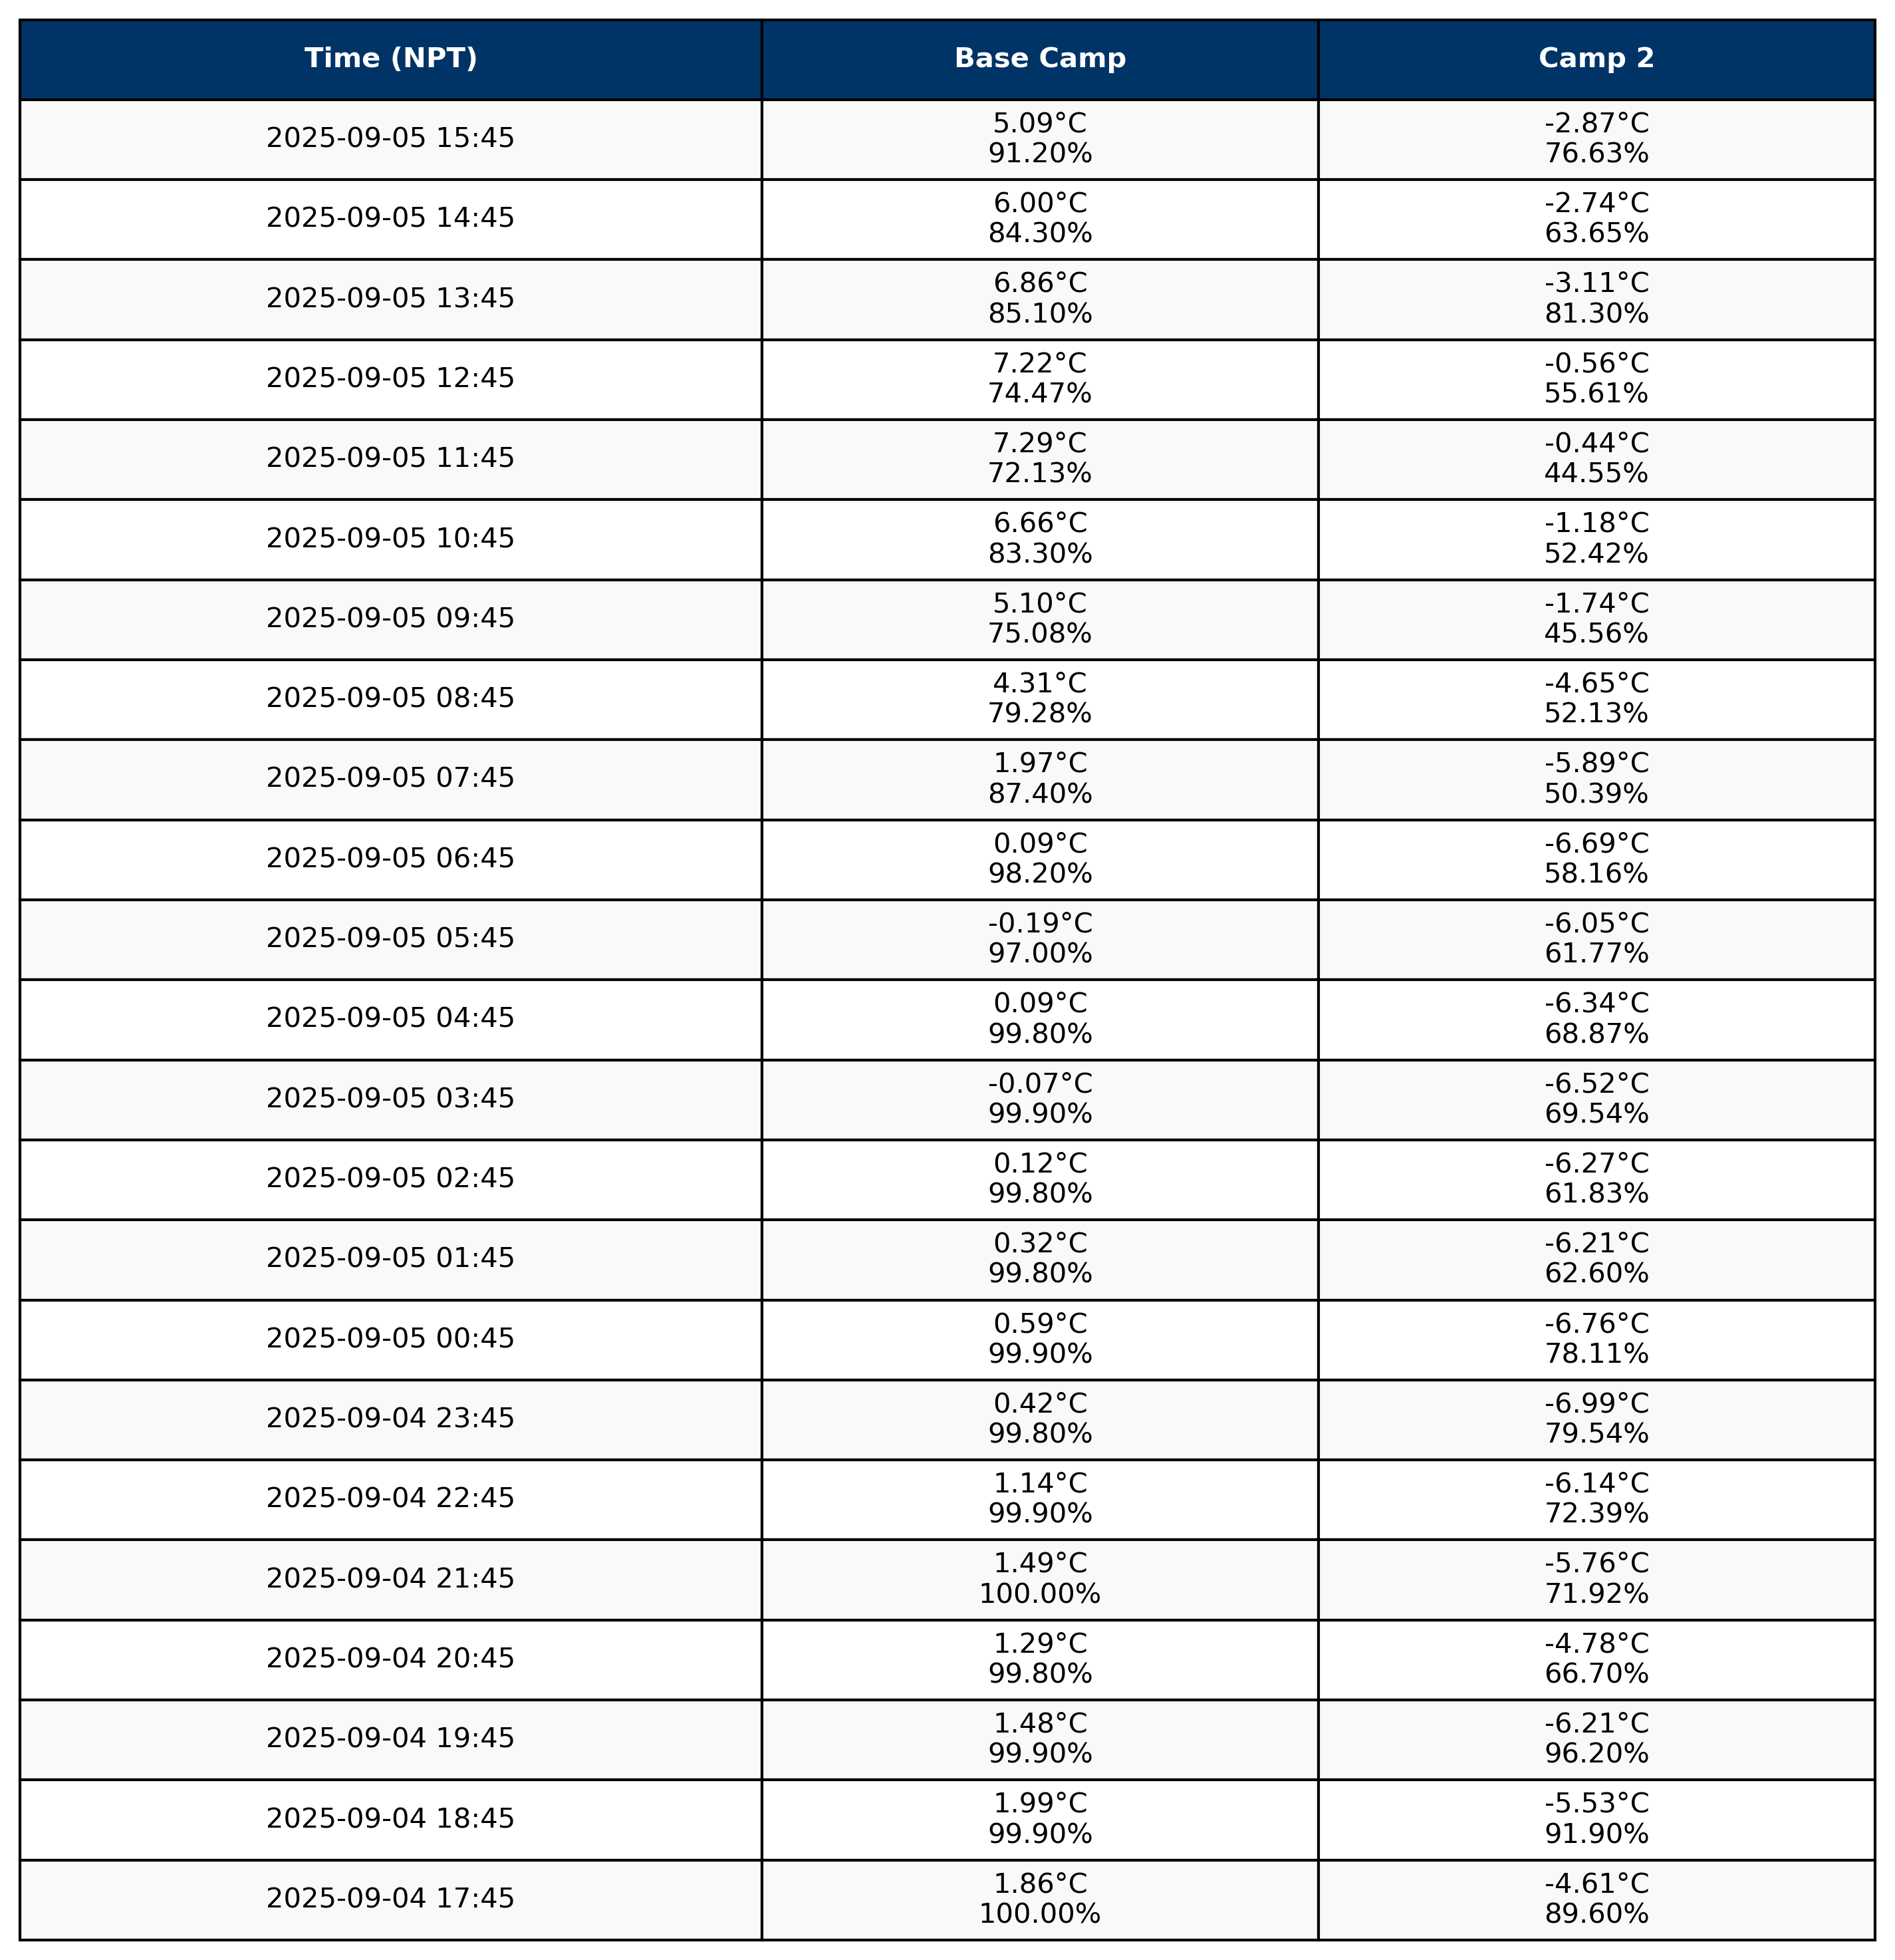 Time (NPT) Base Camp Camp 2
2025-09-05 15:45
5.09°C
91.20%
-2.87°C
76.63%
2025-09-05 14:45
6.00°C
84.30%
-2.74°C
63.65%
2025-09-05 13:45
6.86°C
85.10%
-3.11°C
81.30%
2025-09-05 12:45
7.22°C
74.47%
-0.56°C
55.61%
2025-09-05 11:45
7.29°C
72.13%
-0.44°C
44.55%
2025-09-05 10:45
6.66°C
83.30%
-1.18°C
52.42%
2025-09-05 09:45
5.10°C
75.08%
-1.74°C
45.56%
2025-09-05 08:45
4.31°C
79.28%
-4.65°C
52.13%
2025-09-05 07:45
1.97°C
87.40%
-5.89°C
50.39%
2025-09-05 06:45
0.09°C
98.20%
-6.69°C
58.16%
2025-09-05 05:45
-0.19°C
97.00%
-6.05°C
61.77%
2025-09-05 04:45
0.09°C
99.80%
-6.34°C
68.87%
2025-09-05 03:45
-0.07°C
99.90%
-6.52°C
69.54%
2025-09-05 02:45
0.12°C
99.80%
-6.27°C
61.83%
2025-09-05 01:45
0.32°C
99.80%
-6.21°C
62.60%
2025-09-05 00:45
0.59°C
99.90%
-6.76°C
78.11%
2025-09-04 23:45
0.42°C
99.80%
-6.99°C
79.54%
2025-09-04 22:45
1.14°C
99.90%
-6.14°C
72.39%
2025-09-04 21:45
1.49°C
100.00%
-5.76°C
71.92%
2025-09-04 20:45
1.29°C
99.80%
-4.78°C
66.70%
2025-09-04 19:45
1.48°C
99.90%
-6.21°C
96.20%
2025-09-04 18:45
1.99°C
99.90%
-5.53°C
91.90%
2025-09-04 17:45
1.86°C
100.00%
-4.61°C
89.60%